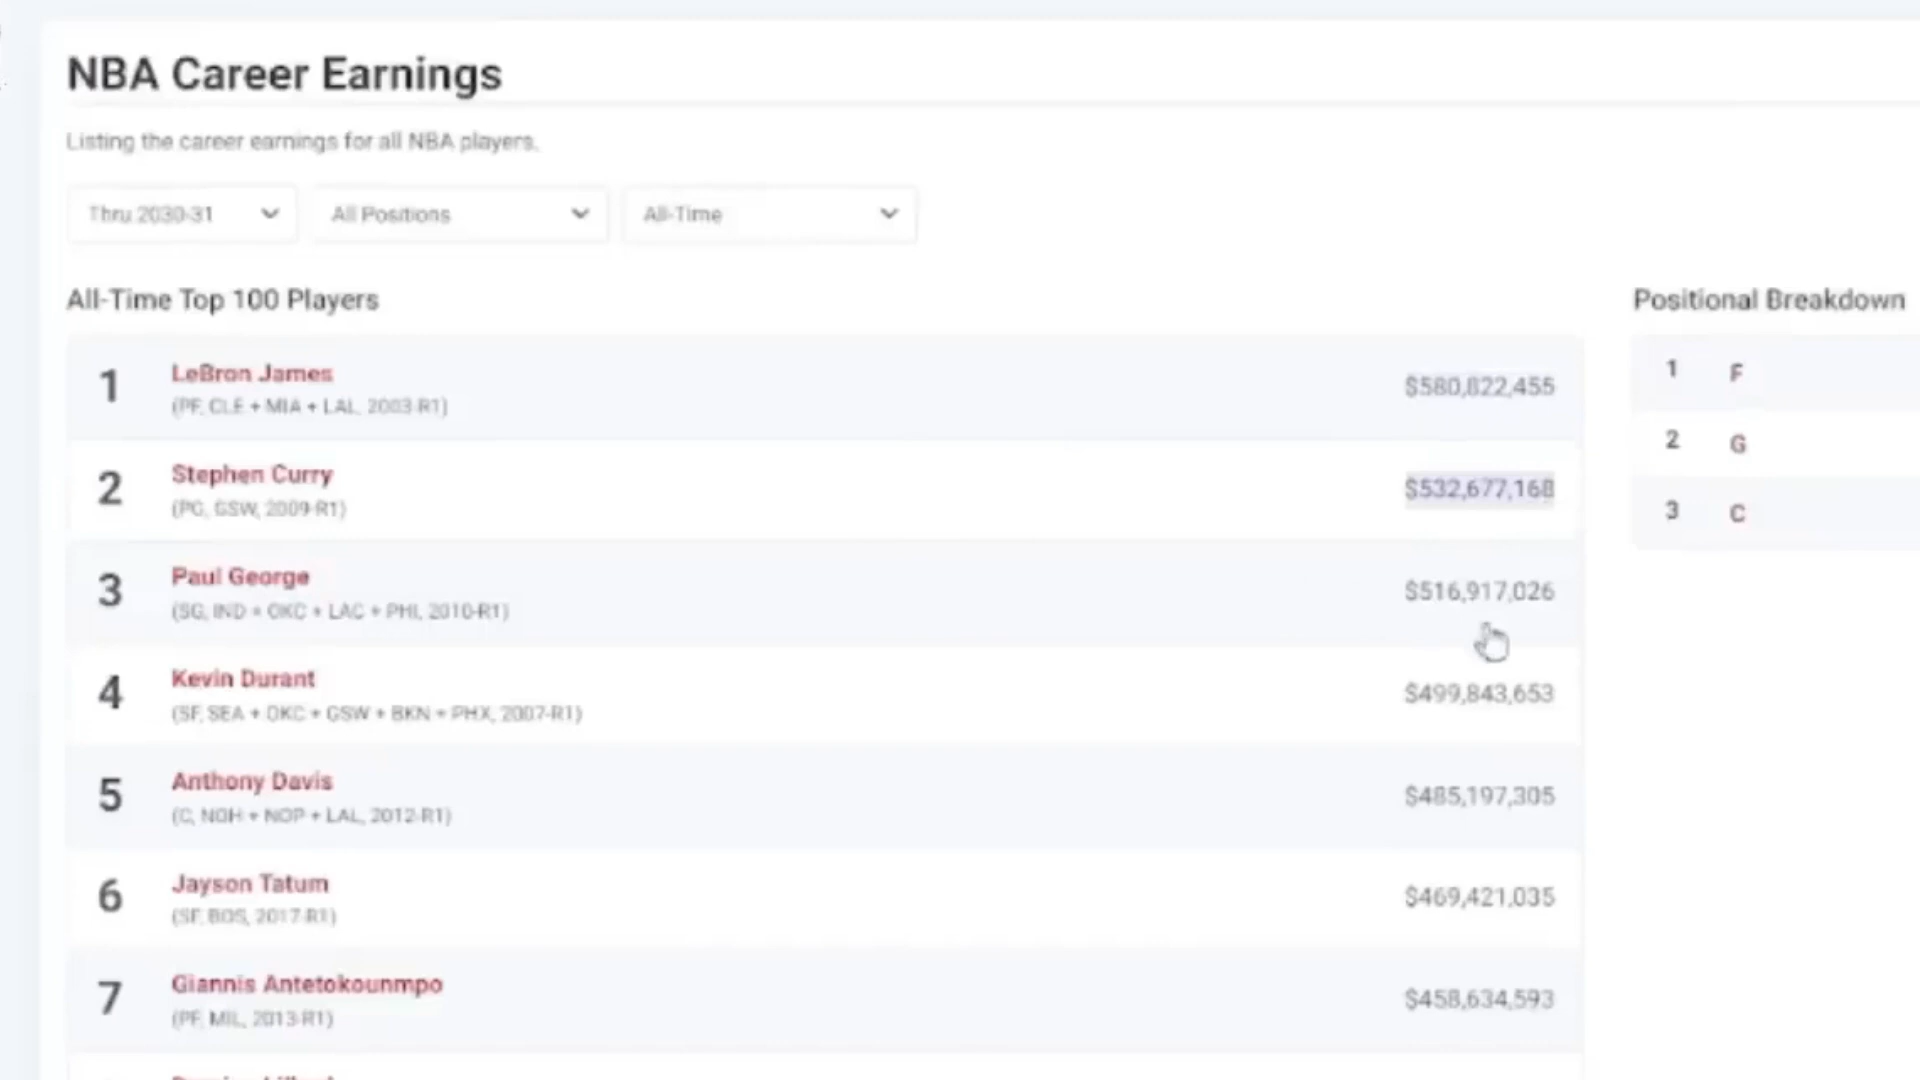 NBA Career Earnings
Listing the career earnings for all NBA players.
Thru 2030-31
All Positions
All-Time
All-Time Top 100 Players
1
LeBron James
(PF, CLE + MIA + LAL, 2003-R1)
$580,822,455
2
Stephen Curry
(PG, GSW, 2009-R1)
$532,677,168
3
Paul George
(SG, IND + OKC + LAC + PHI, 2010-R1)
$516,917,026
4
Kevin Durant
(SF, SEA + OKC + GSW + BKN + PHX, 2007-R1)
$499,843,653
5
Anthony Davis
(C, NOH + NOP + LAL, 2012-R1)
$485,197,305
6
Jayson Tatum
(SF, BOS, 2017-R1)
$469,421,035
7
Giannis Antetokounmpo
(PF, MIL, 2013-R1)
$458,634,593
Positional Breakdown
1 F
2 G
3 C